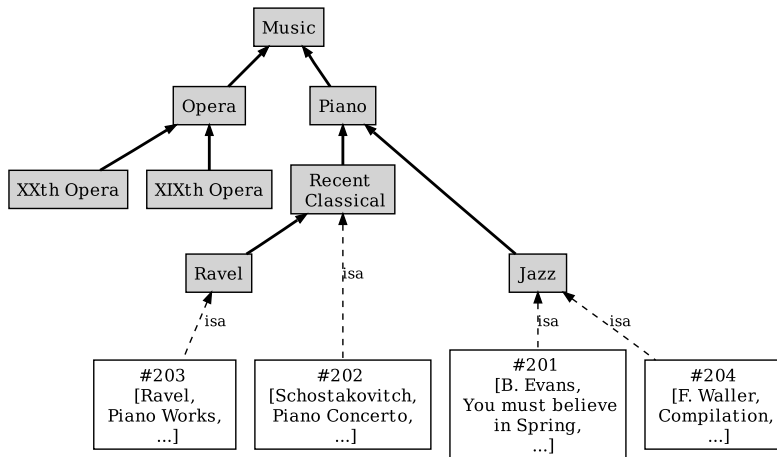 Music
Opera
Piano
XXth Opera
XIXth Opera
Recent
Classical
Ravel
isa
Jazz
isa
isa
isa
#203
[Ravel,
Piano Works,
...]
#202
[Schostakovitch,
Piano Concerto,
...]
#201
[B. Evans,
You must believe
in Spring,
...]
#204
[F. Waller,
Compilation,
...]